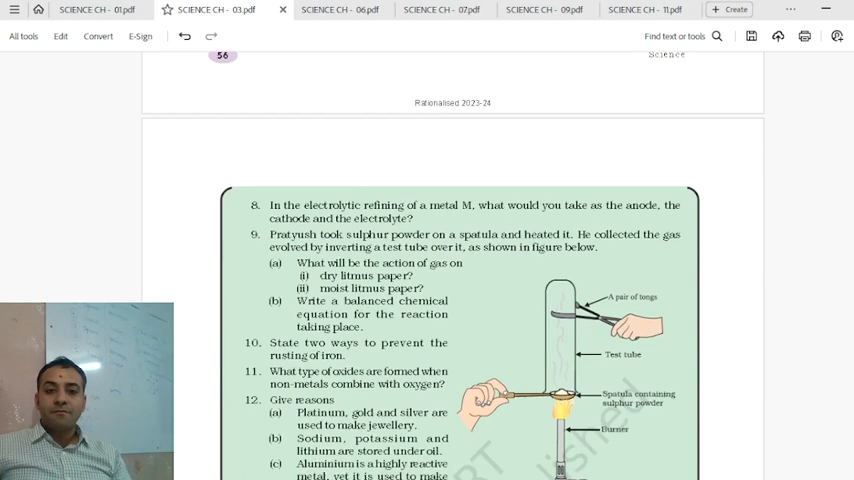 SCIENCE CH - 01.pdf
SCIENCE CH - 03.pdf
SCIENCE CH - 06.pdf
SCIENCE CH - 07.pdf
SCIENCE CH - 09.pdf
SCIENCE CH - 11.pdf
+ Create
All tools
Edit
Convert
E-Sign
Find text or tools
56
Science
Rationalised 2023-24
8. In the electrolytic refining of a metal M, what would you take as the anode, the
cathode and the electrolyte?
9. Pratyush took sulphur powder on a spatula and heated it. He collected the gas
evolved by inverting a test tube over it, as shown in figure below.
(a) What will be the action of gas on
(i) dry litmus paper?
(ii) moist litmus paper?
(b) Write a balanced chemical
equation for the reaction
taking place.
10. State two ways to prevent the
rusting of iron.
11. What type of oxides are formed when
non-metals combine with oxygen?
12. Give reasons
(a) Platinum, gold and silver are
used to make jewellery.
(b) Sodium, potassium and
lithium are stored under oil.
(c) Aluminium is a highly reactive
metal, yet it is used to make
A pair of tongs
Test tube
Spatula containing
sulphur powder
Burner